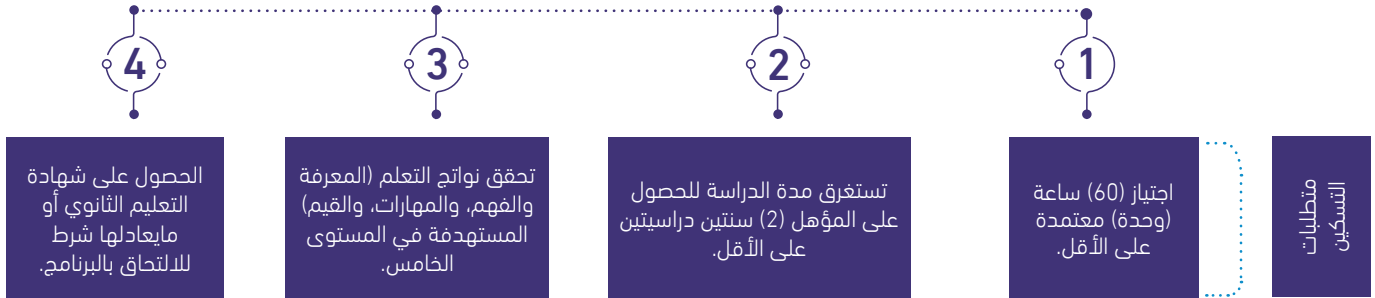 متطلبات
التسكين
1
اجتياز (60) ساعة
(وحدة) معتمدة
على الأقل.
2
تستغرق مدة الدراسة للحصول
على المؤهل (2) سنتين دراسيتين
على الأقل.
3
تحقق نواتج التعلم (المعرفة
والفهم، والمهارات، والقيم)
المستهدفة في المستوى
الخامس.
4
الحصول على شهادة
التعليم الثانوي أو
مايعادلها شرط
للالتحاق بالبرنامج.